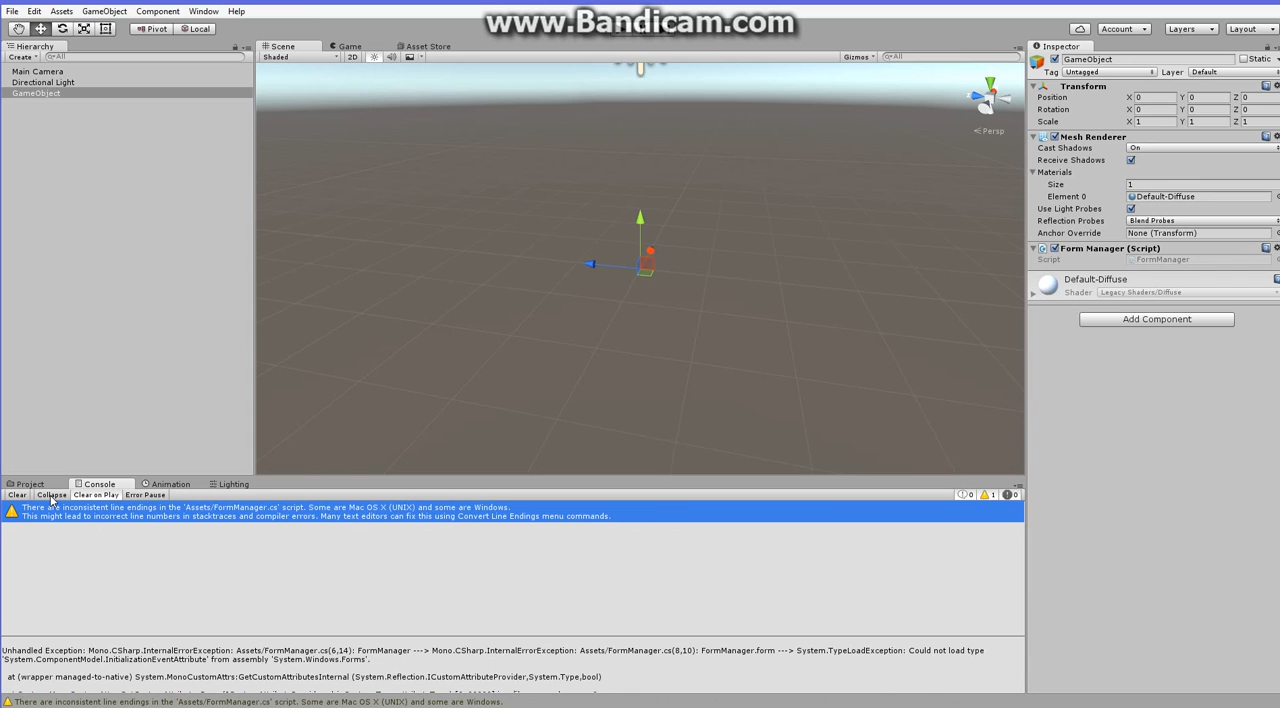 www.Bandicam.com
File Edit Assets GameObject Component Window Help
Pivot Local Account Layers Layout
Hierarchy
Create All
Main Camera
Directional Light
GameObject
Scene Game Asset Store
Shaded 2D Gizmos All
Persp
Inspector
GameObject Static
Tag Untagged Layer Default
Transform
Position X 0 Y 0 Z 0
Rotation X 0 Y 0 Z 0
Scale X 1 Y 1 Z 1
Mesh Renderer
Cast Shadows On
Receive Shadows
Materials
Size 1
Element 0 Default-Diffuse
Use Light Probes
Reflection Probes Blend Probes
Anchor Override None (Transform)
Form Manager (Script)
Script FormManager
Default-Diffuse
Shader Legacy Shaders/Diffuse
Add Component
Project Console Animation Lighting
Clear Collapse Clear on Play Error Pause 0 1 0
There are inconsistent line endings in the 'Assets/FormManager.cs' script. Some are Mac OS X (UNIX) and some are Windows.
This might lead to incorrect line numbers in stacktraces and compiler errors. Many text editors can fix this using Convert Line Endings menu commands.
Unhandled Exception: Mono.CSharp.InternalErrorException: Assets/FormManager.cs(6,14): FormManager ---> Mono.CSharp.InternalErrorException: Assets/FormManager.cs(8,10): FormManager.form ---> System.TypeLoadException: Could not load type
'System.ComponentModel.InitializationEventAttribute' from assembly 'System.Windows.Forms'.
at (wrapper managed-to-native) System.MonoCustomAttrs:GetCustomAttributesInternal (System.Reflection.ICustomAttributeProvider,System.Type,bool)
There are inconsistent line endings in the 'Assets/FormManager.cs' script. Some are Mac OS X (UNIX) and some are Windows.